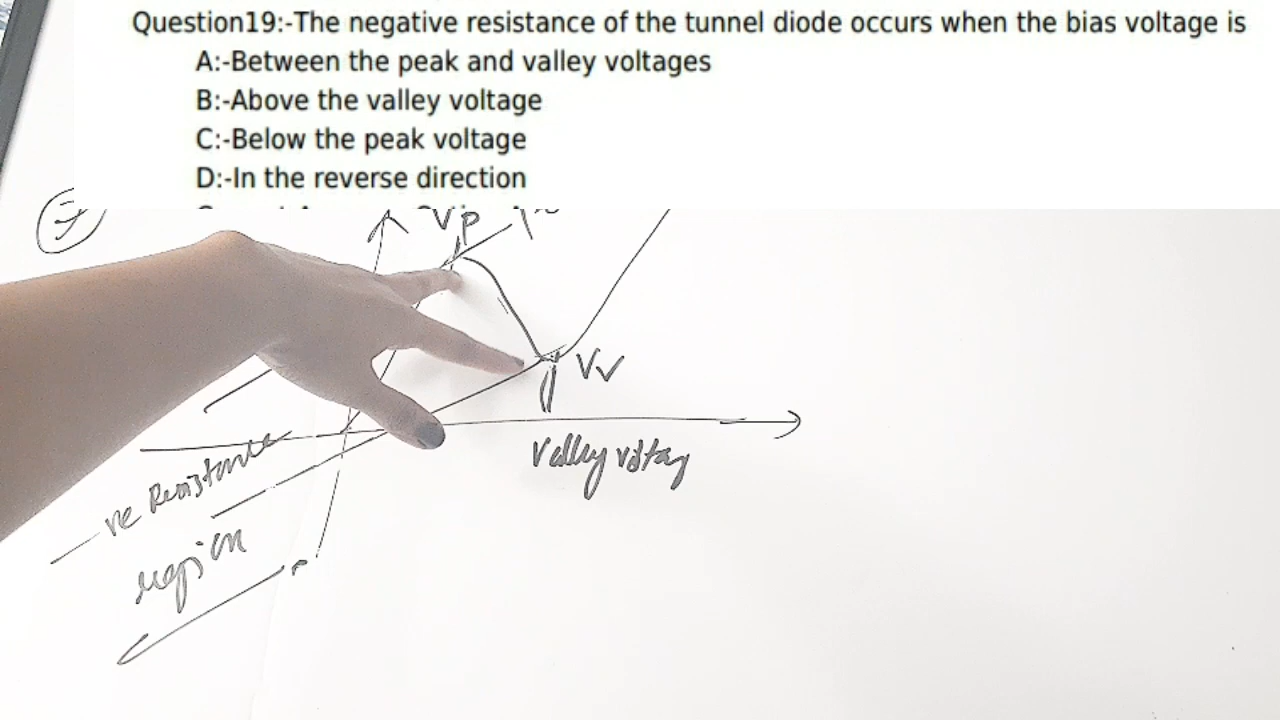 Question19:-The negative resistance of the tunnel diode occurs when the bias voltage is
A:-Between the peak and valley voltages
B:-Above the valley voltage
C:-Below the peak voltage
D:-In the reverse direction
Vp
Vv
valley voltag
-ve Resistance
region